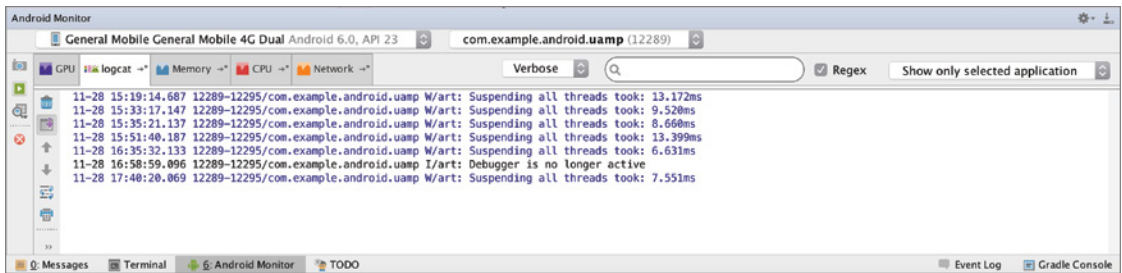 Android Monitor
General Mobile General Mobile 4G Dual Android 6.0, API 23
com.example.android.uamp (12289)
GPU logcat →" Memory →" CPU →" Network →" Verbose Regex Show only selected application
11-28 15:19:14.687 12289-12295/com.example.android.uamp W/art: Suspending all threads took: 13.172ms
11-28 15:33:17.147 12289-12295/com.example.android.uamp W/art: Suspending all threads took: 9.520ms
11-28 15:35:21.137 12289-12295/com.example.android.uamp W/art: Suspending all threads took: 8.660ms
11-28 15:51:40.187 12289-12295/com.example.android.uamp W/art: Suspending all threads took: 13.399ms
11-28 16:35:32.133 12289-12295/com.example.android.uamp W/art: Suspending all threads took: 6.631ms
11-28 16:58:59.096 12289-12295/com.example.android.uamp I/art: Debugger is no longer active
11-28 17:40:20.069 12289-12295/com.example.android.uamp W/art: Suspending all threads took: 7.551ms
0: Messages Terminal 6: Android Monitor TODO Event Log Gradle Console